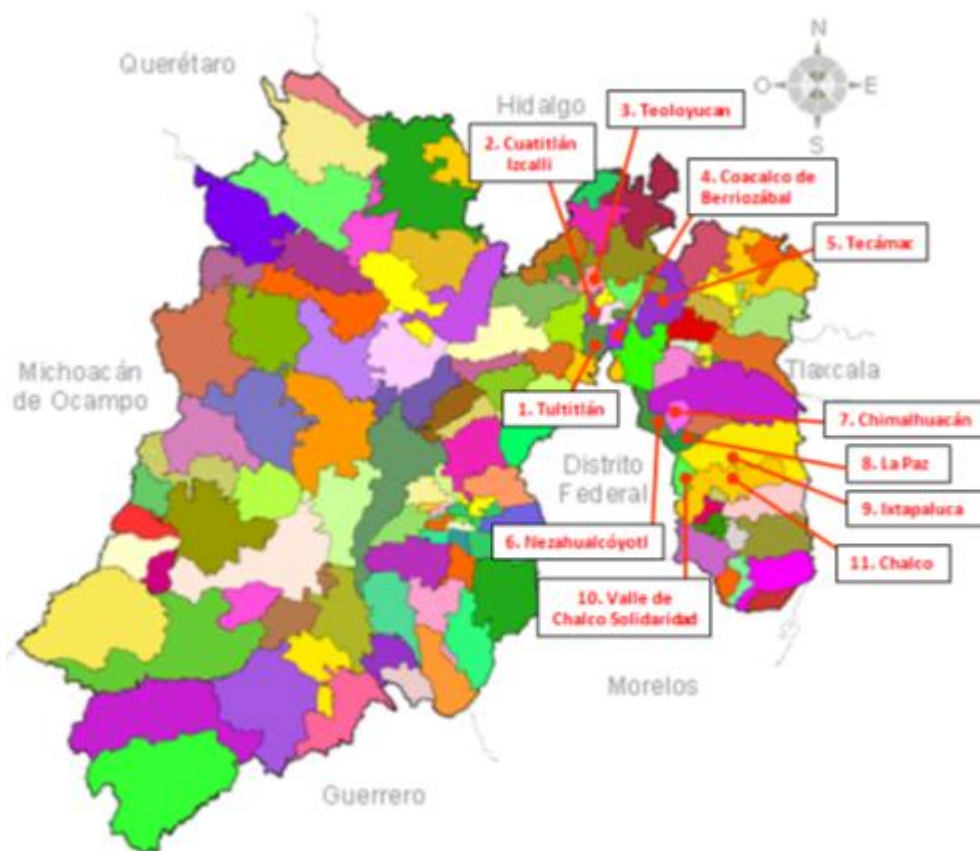 Querétaro
N
O
E
S
Hidalgo
3. Teoloyucan
2. Cuatitlán
Izcalli
4. Coacalco de
Berriozábal
5. Tecámac
Michoacán
de Ocampo
Tlaxcala
1. Tultitlán
7. Chimalhuacán
Distrito
Federal
8. La Paz
9. Ixtapaluca
6. Nezahualcóyotl
11. Chalco
10. Valle de
Chalco Solidaridad
Morelos
Guerrero